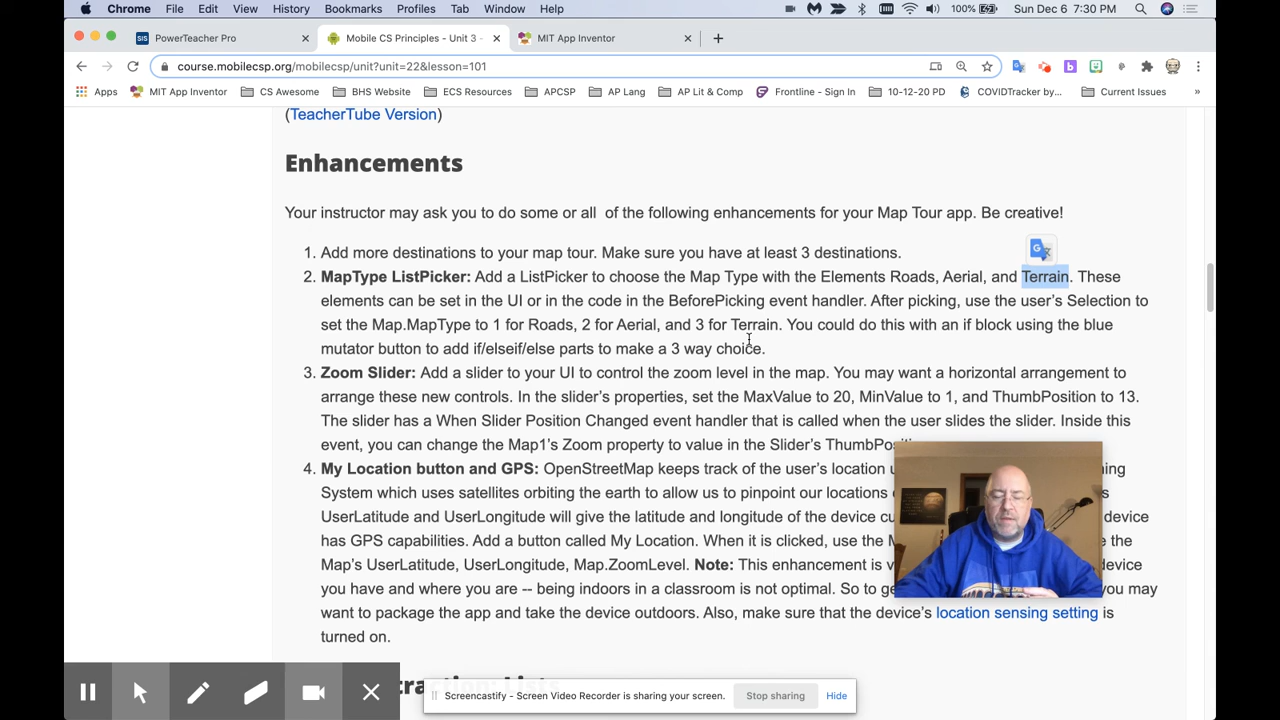 Chrome File Edit View History Bookmarks Profiles Tab Window Help 100% Sun Dec 6 7:30 PM
SIS PowerTeacher Pro Mobile CS Principles - Unit 3 - MIT App Inventor
course.mobilecsp.org/mobilecsp/unit?unit=22&lesson=101
Apps MIT App Inventor CS Awesome BHS Website ECS Resources APCSP AP Lang AP Lit & Comp Frontline - Sign In 10-12-20 PD COVIDTracker by... Current Issues »
(TeacherTube Version)
Enhancements
Your instructor may ask you to do some or all of the following enhancements for your Map Tour app. Be creative!
1. Add more destinations to your map tour. Make sure you have at least 3 destinations.
2. MapType ListPicker: Add a ListPicker to choose the Map Type with the Elements Roads, Aerial, and Terrain. These
elements can be set in the UI or in the code in the BeforePicking event handler. After picking, use the user's Selection to
set the Map.MapType to 1 for Roads, 2 for Aerial, and 3 for Terrain. You could do this with an if block using the blue
mutator button to add if/elseif/else parts to make a 3 way choice.
3. Zoom Slider: Add a slider to your UI to control the zoom level in the map. You may want a horizontal arrangement to
arrange these new controls. In the slider's properties, set the MaxValue to 20, MinValue to 1, and ThumbPosition to 13.
The slider has a When Slider Position Changed event handler that is called when the user slides the slider. Inside this
event, you can change the Map1's Zoom property to value in the Slider's
4. My Location button and GPS: OpenStreetMap keeps track of the user's location
System which uses satellites orbiting the earth to allow us to pinpoint our locations
UserLatitude and UserLongitude will give the latitude and longitude of the device device
has GPS capabilities. Add a button called My Location. When it is clicked, use the the
Map's UserLatitude, UserLongitude, Map.ZoomLevel. Note: This enhancement is device
you have and where you are -- being indoors in a classroom is not optimal. So to you may
want to package the app and take the device outdoors. Also, make sure that the device's location sensing setting is
turned on.
Lists
Screencastify - Screen Video Recorder is sharing your screen. Stop sharing Hide